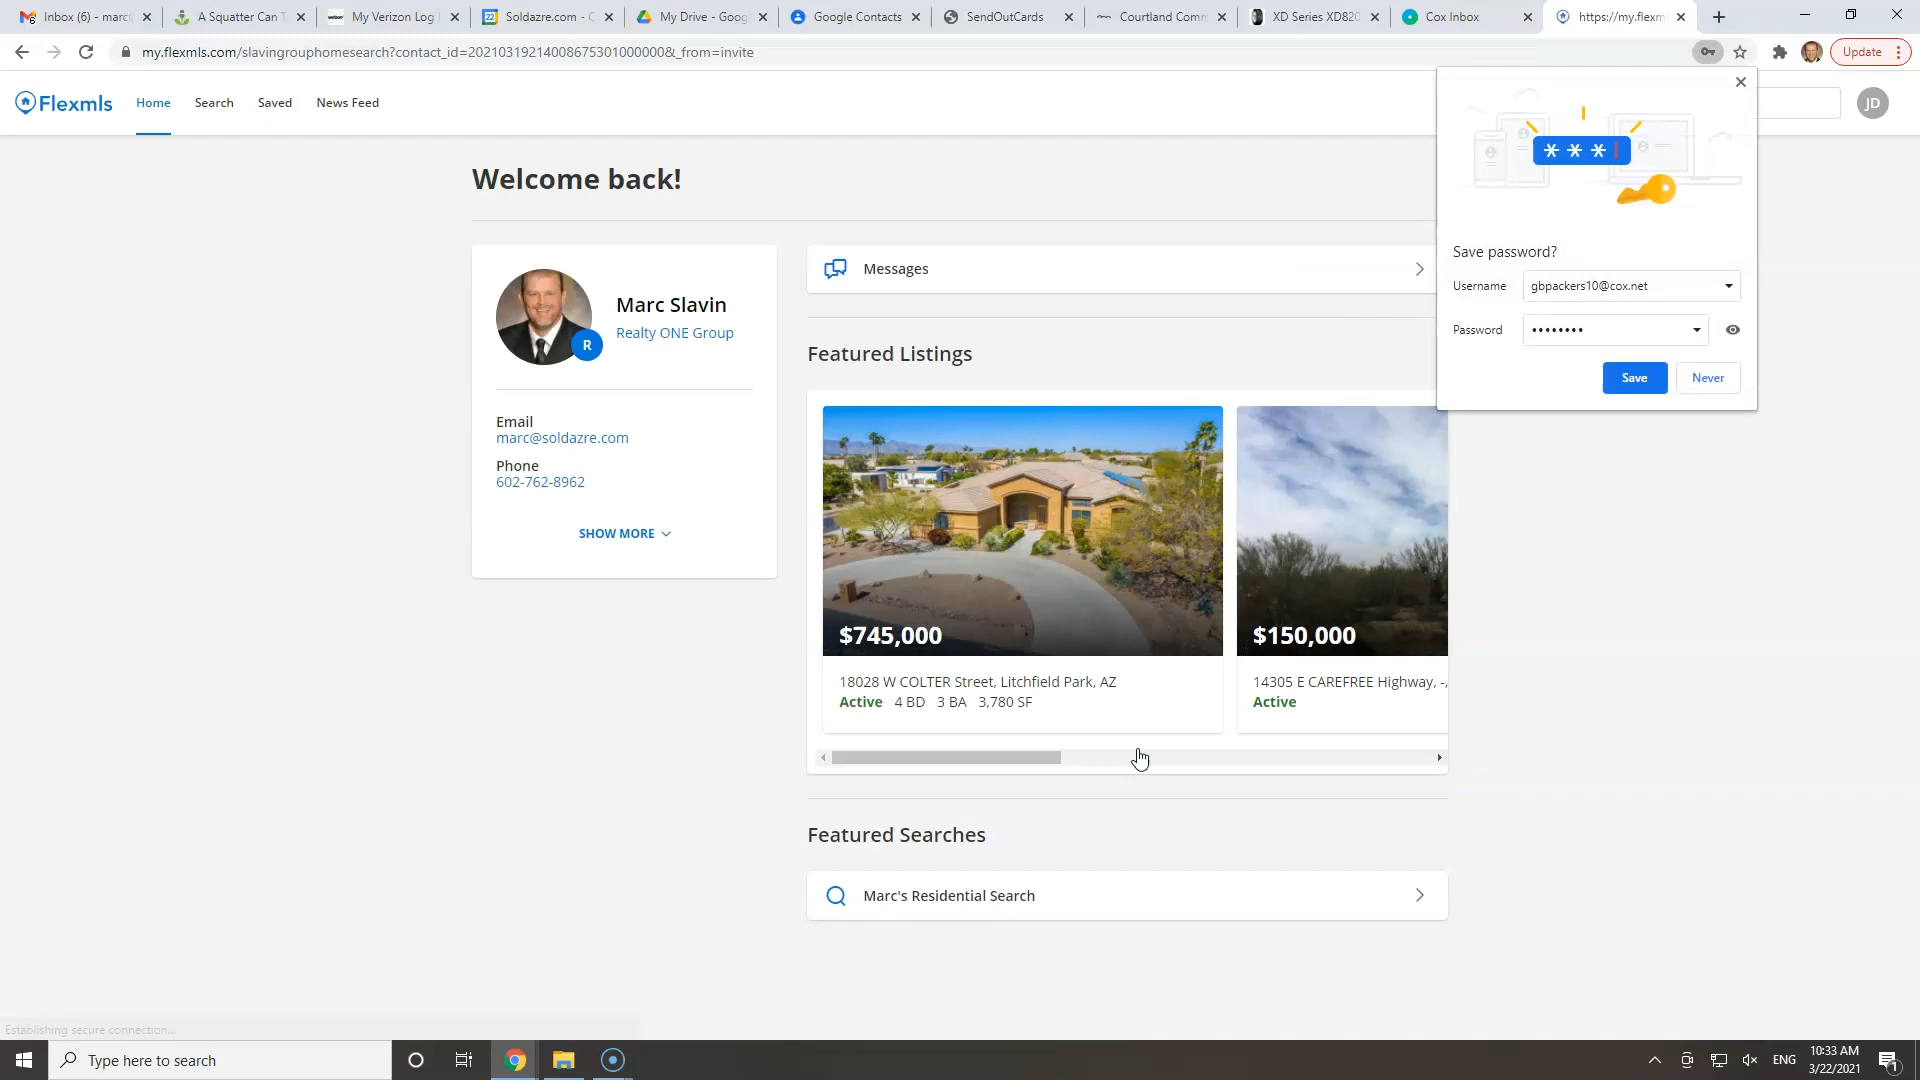 Inbox (6) - marc
A Squatter Can T
My Verizon Log
Soldazre.com - C
My Drive - Goog
Google Contacts
SendOutCards
Courtland Comm
XD Series XD820
Cox Inbox
https://my.flexm
my.flexmls.com/slavingrouphomesearch?contact_id=20210319214008675301000000&_from=invite
Update
Flexmls
Home
Search
Saved
News Feed
JD
Welcome back!
Marc Slavin
R
Realty ONE Group
Email
marc@soldazre.com
Phone
602-762-8962
SHOW MORE
Messages
Featured Listings
$745,000
18028 W COLTER Street, Litchfield Park, AZ
Active 4 BD 3 BA 3,780 SF
$150,000
14305 E CAREFREE Highway, -,
Active
Featured Searches
Marc's Residential Search
Save password?
Username gbpackers10@cox.net
Password ••••••••
Save
Never
Establishing secure connection...
Type here to search
ENG
10:33 AM
3/22/2021
1